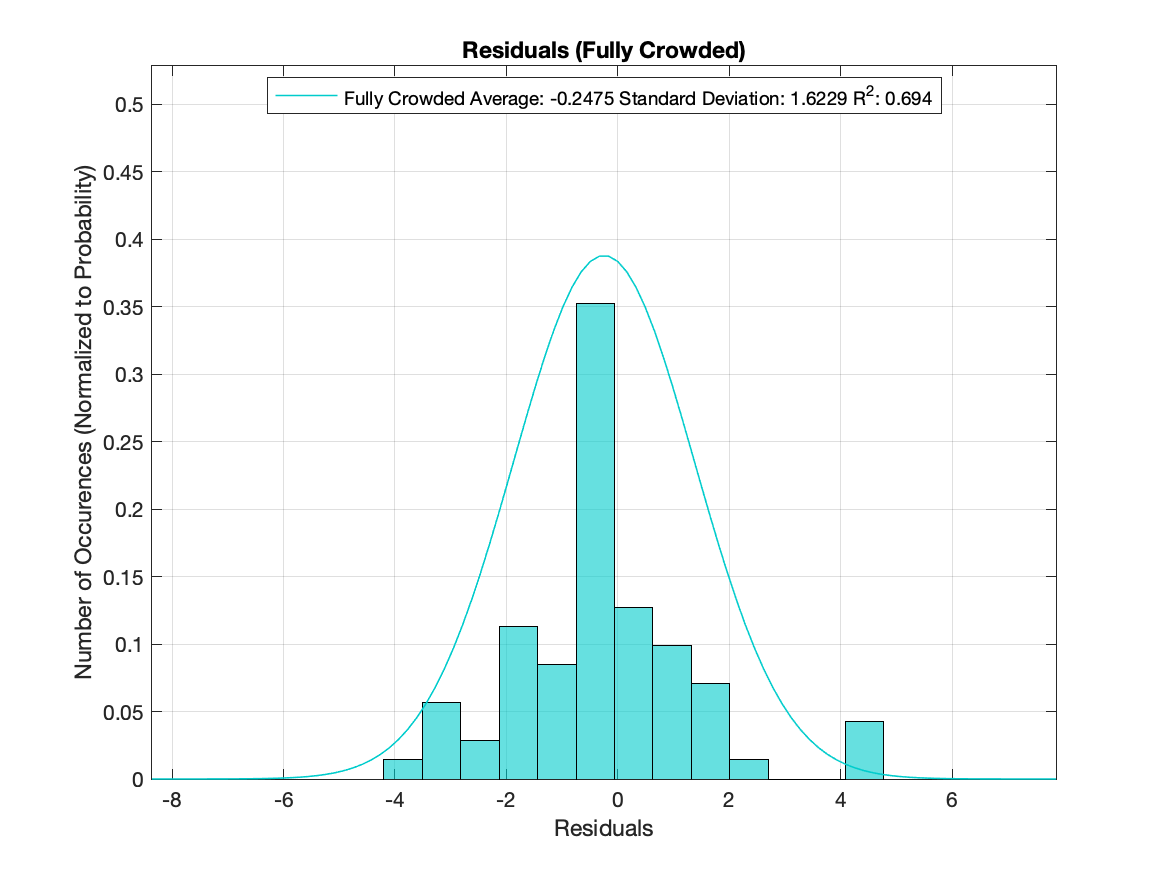 Residuals (Fully Crowded)
Fully Crowded Average: -0.2475 Standard Deviation: 1.6229 R²: 0.694
Number of Occurences (Normalized to Probability)
0.5
0.45
0.4
0.35
0.3
0.25
0.2
0.15
0.1
0.05
0
-8 -6 -4 -2 0 2 4 6
Residuals